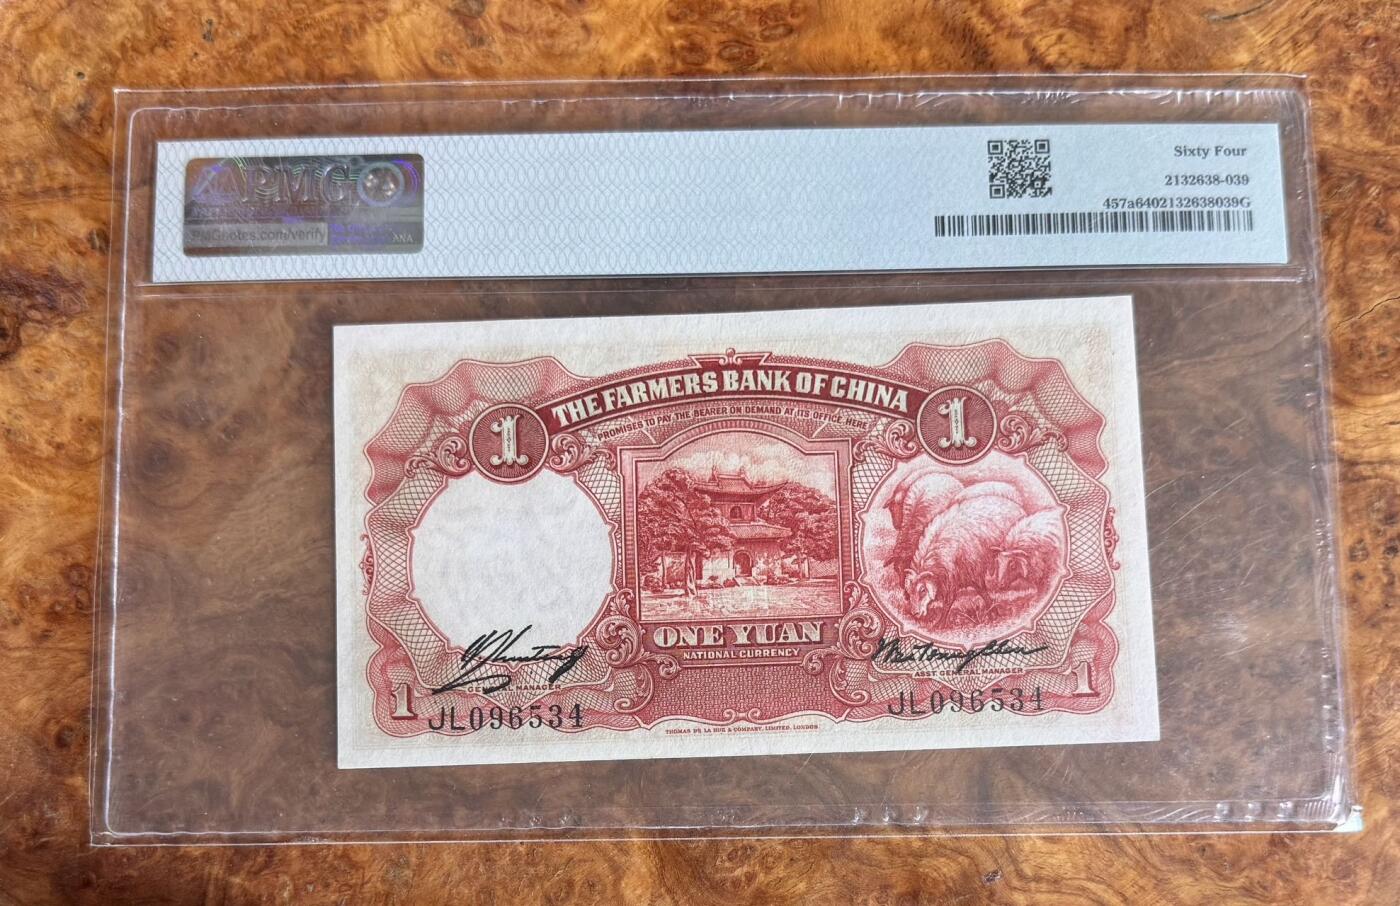 PMG
PMGnotes.com/verify
ANA
Sixty Four
2132638-039
457a6402132638039G
THE FARMERS BANK OF CHINA
PROMISES TO PAY THE BEARER ON DEMAND AT ITS OFFICE HERE
1
1
ONE YUAN
NATIONAL CURRENCY
GENERAL MANAGER
ASST GENERAL MANAGER
1
JL096534
JL096534
1
THOMAS DE LA RUE & COMPANY, LIMITED, LONDON